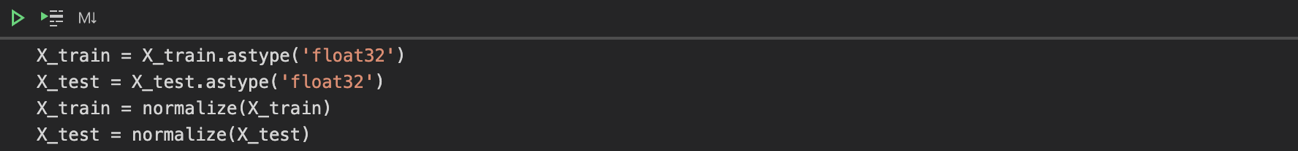 M↓
X_train = X_train.astype('float32')
X_test = X_test.astype('float32')
X_train = normalize(X_train)
X_test = normalize(X_test)